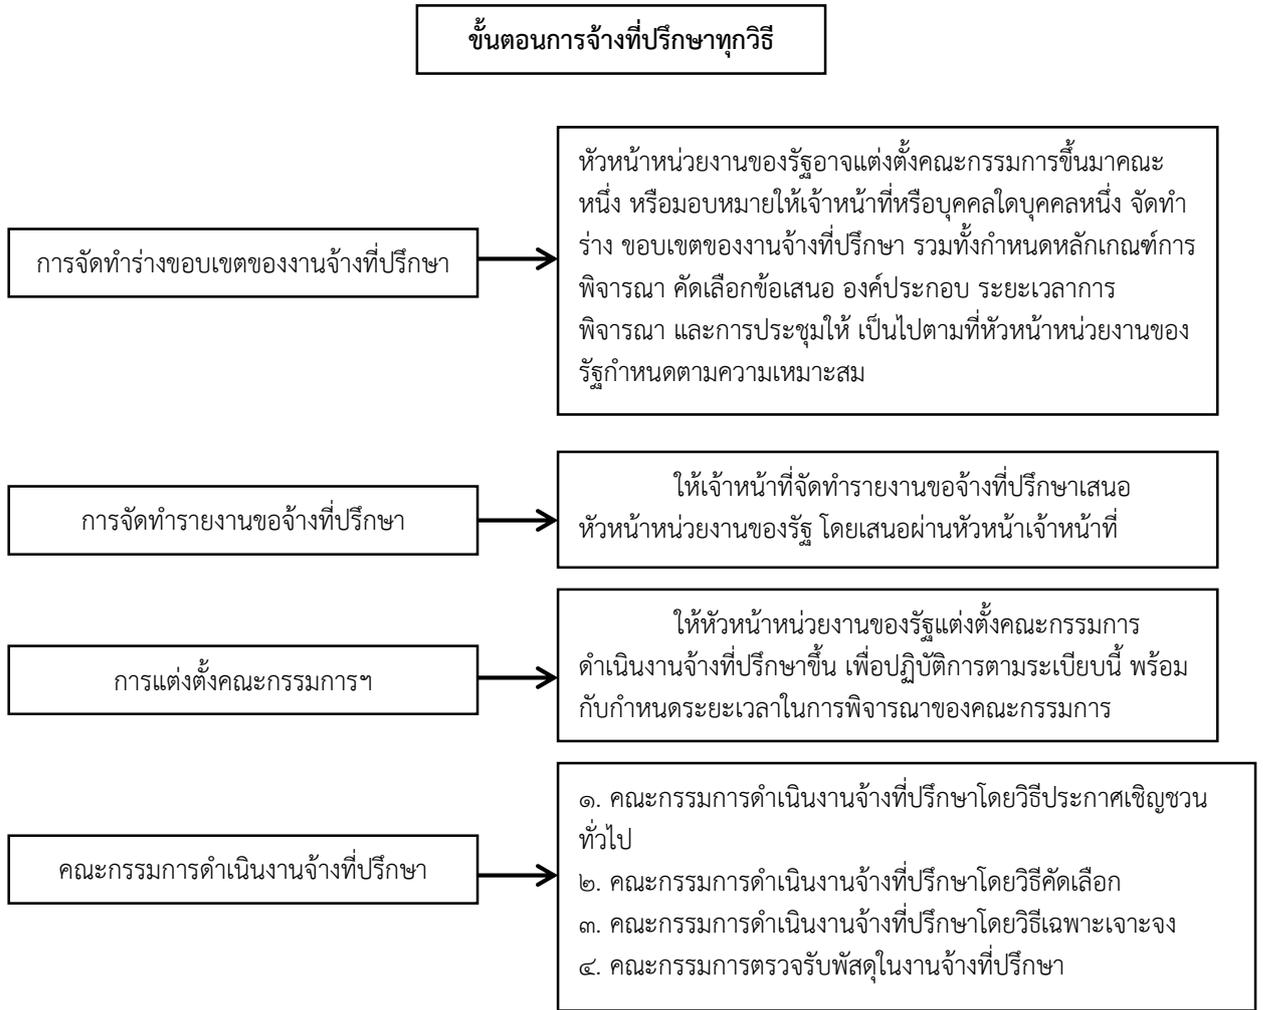 ขั้นตอนการจ้างที่ปรึกษาทุกวิธี
การจัดทำร่างขอบเขตของงานจ้างที่ปรึกษา
หัวหน้าหน่วยงานของรัฐอาจแต่งตั้งคณะกรรมการขึ้นมาคณะ
หนึ่ง หรือมอบหมายให้เจ้าหน้าที่หรือบุคคลใดบุคคลหนึ่ง จัดทำ
ร่าง ขอบเขตของงานจ้างที่ปรึกษา รวมทั้งกำหนดหลักเกณฑ์การ
พิจารณา คัดเลือกข้อเสนอ องค์ประกอบ ระยะเวลาการ
พิจารณา และการประชุมให้ เป็นไปตามที่หัวหน้าหน่วยงานของ
รัฐกำหนดตามความเหมาะสม
การจัดทำรายงานขอจ้างที่ปรึกษา
ให้เจ้าหน้าที่จัดทำรายงานขอจ้างที่ปรึกษาเสนอ
หัวหน้าหน่วยงานของรัฐ โดยเสนอผ่านหัวหน้าเจ้าหน้าที่
การแต่งตั้งคณะกรรมการฯ
ให้หัวหน้าหน่วยงานของรัฐแต่งตั้งคณะกรรมการ
ดำเนินงานจ้างที่ปรึกษาขึ้น เพื่อปฏิบัติการตามระเบียบนี้ พร้อม
กับกำหนดระยะเวลาในการพิจารณาของคณะกรรมการ
คณะกรรมการดำเนินงานจ้างที่ปรึกษา
๑. คณะกรรมการดำเนินงานจ้างที่ปรึกษาโดยวิธีประกาศเชิญชวน
ทั่วไป
๒. คณะกรรมการดำเนินงานจ้างที่ปรึกษาโดยวิธีคัดเลือก
๓. คณะกรรมการดำเนินงานจ้างที่ปรึกษาโดยวิธีเฉพาะเจาะจง
๔. คณะกรรมการตรวจรับพัสดุในงานจ้างที่ปรึกษา